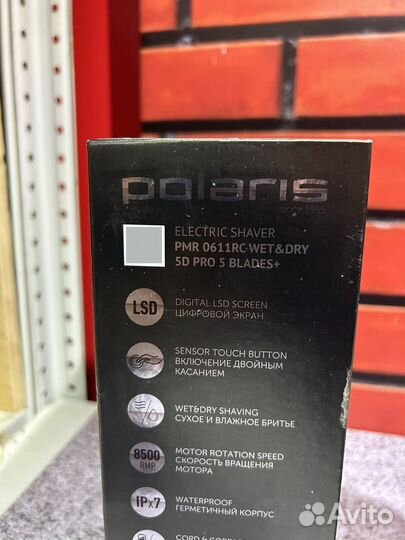 polaris
since 1995
ELECTRIC SHAVER
PMR 0611RC WET&DRY
5D PRO 5 BLADES+
LSD
DIGITAL LSD SCREEN
ЦИФРОВОЙ ЭКРАН
SENSOR TOUCH BUTTON
ВКЛЮЧЕНИЕ ДВОЙНЫМ
КАСАНИЕМ
WET&DRY SHAVING
СУХОЕ И ВЛАЖНОЕ БРИТЬЕ
8500
RMP
MOTOR ROTATION SPEED
СКОРОСТЬ ВРАЩЕНИЯ
МОТОРА
IPx7
WATERPROOF
ГЕРМЕТИЧНЫЙ КОРПУС
CORD &
Avito